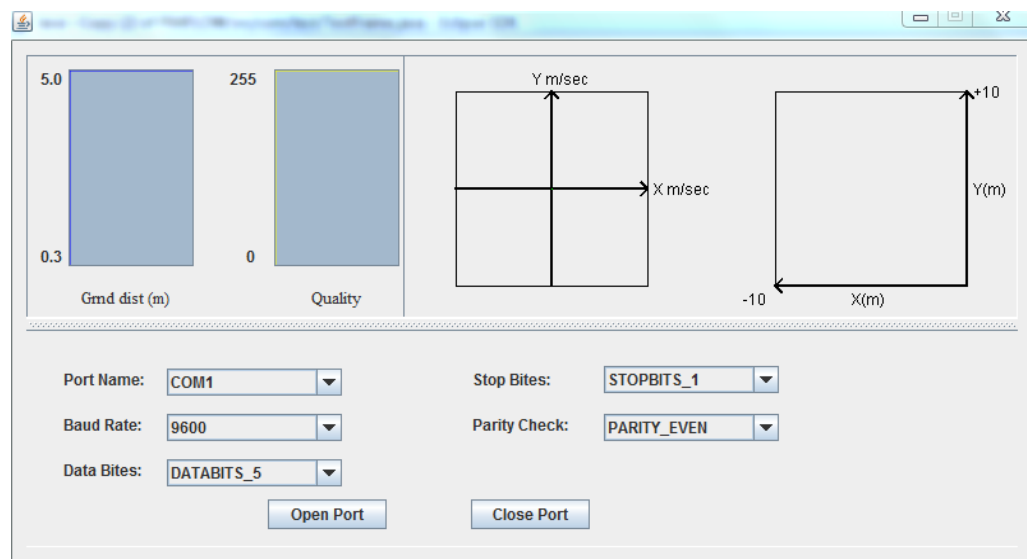 5.0
255
0.3
0
Grnd dist (m)
Quality
Y m/sec
X m/sec
+10
Y(m)
-10
X(m)
Port Name:
COM1
Stop Bites:
STOPBITS_1
Baud Rate:
9600
Parity Check:
PARITY_EVEN
Data Bites:
DATABITS_5
Open Port
Close Port